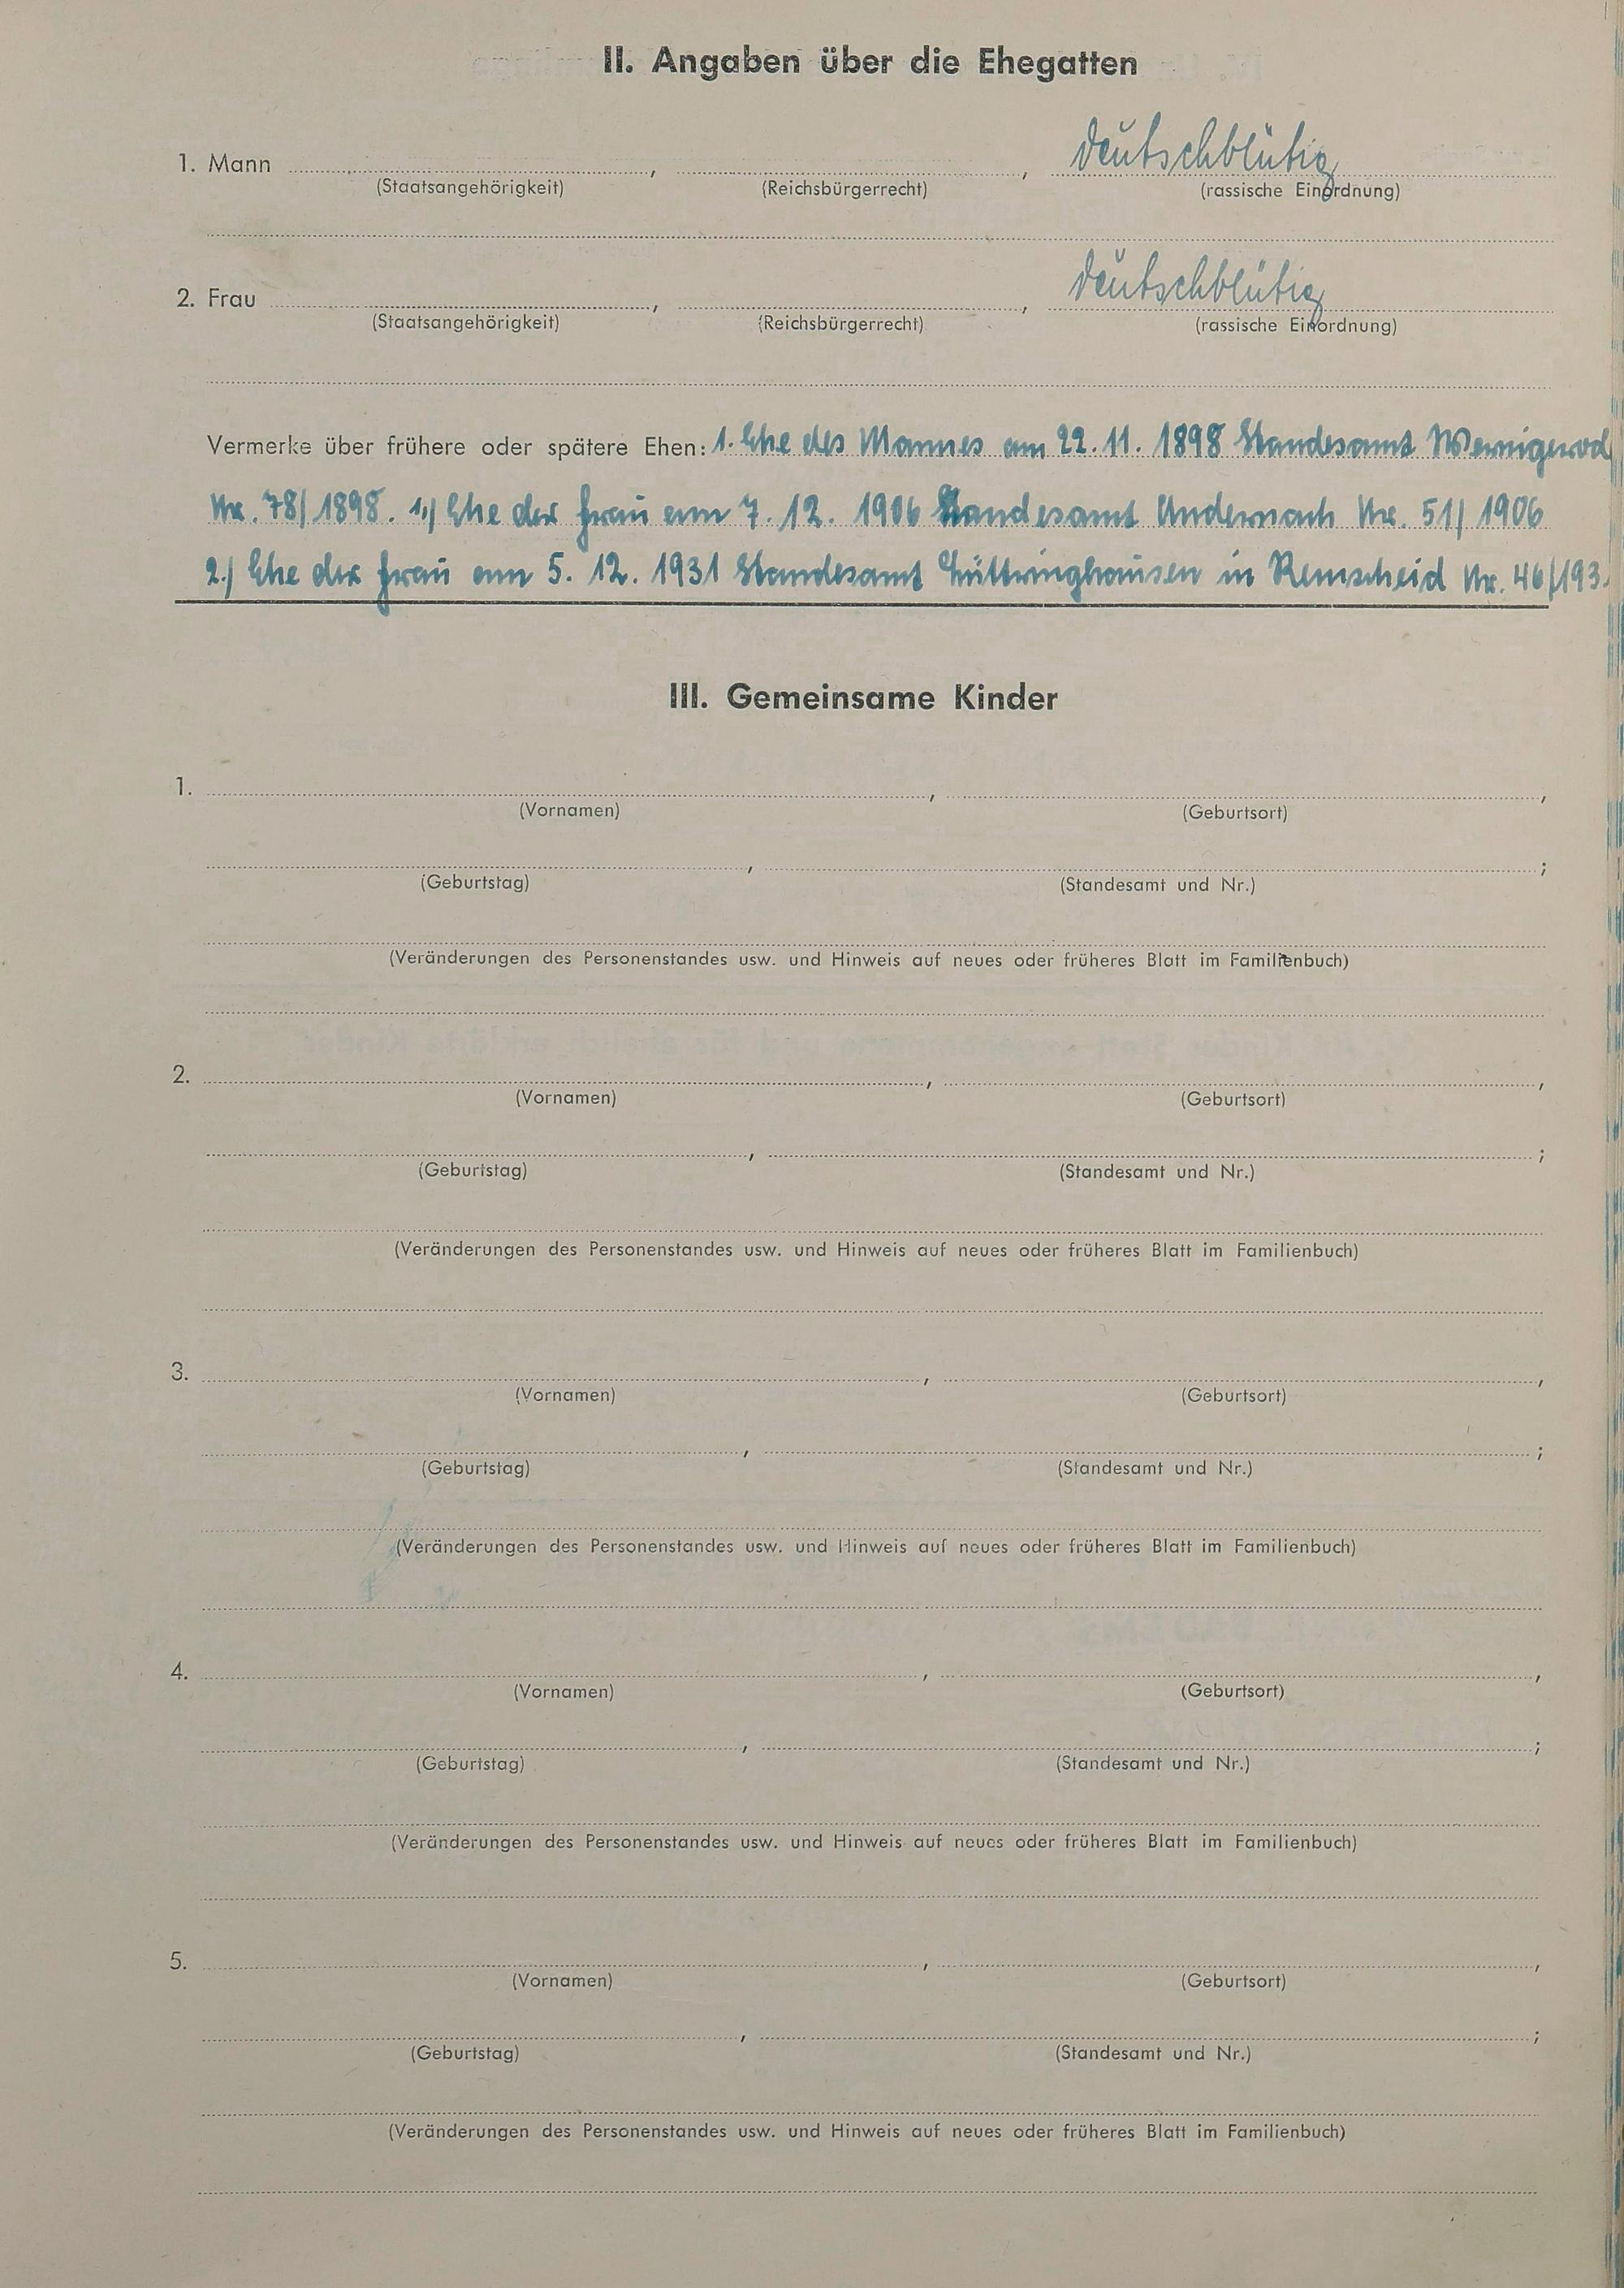 II. Angaben über die Ehegatten
1. Mann , , deutschblütig
(Staatsangehörigkeit) (Reichsbürgerrecht) (rassische Einordnung)
2. Frau , , deutschblütig
(Staatsangehörigkeit) (Reichsbürgerrecht) (rassische Einordnung)
Vermerke über frühere oder spätere Ehen: 1. Ehe des Mannes am 22. 11. 1898 Standesamt Wernigerod
Nr. 78/1898. 1.) Ehe der Frau am 7. 12. 1906 Standesamt Andernach Nr. 51/1906
2.) Ehe der Frau am 5. 12. 1931 Standesamt Lüttringhausen in Remscheid Nr. 46/193
III. Gemeinsame Kinder
1. , ,
(Vornamen) (Geburtsort)
, ;
(Geburtstag) (Standesamt und Nr.)
(Veränderungen des Personenstandes usw. und Hinweis auf neues oder früheres Blatt im Familienbuch)
2. , ,
(Vornamen) (Geburtsort)
, ;
(Geburtstag) (Standesamt und Nr.)
(Veränderungen des Personenstandes usw. und Hinweis auf neues oder früheres Blatt im Familienbuch)
3. , ,
(Vornamen) (Geburtsort)
, ;
(Geburtstag) (Standesamt und Nr.)
(Veränderungen des Personenstandes usw. und Hinweis auf neues oder früheres Blatt im Familienbuch)
4. , ,
(Vornamen) (Geburtsort)
, ;
(Geburtstag) (Standesamt und Nr.)
(Veränderungen des Personenstandes usw. und Hinweis auf neues oder früheres Blatt im Familienbuch)
5. , ,
(Vornamen) (Geburtsort)
, ;
(Geburtstag) (Standesamt und Nr.)
(Veränderungen des Personenstandes usw. und Hinweis auf neues oder früheres Blatt im Familienbuch)